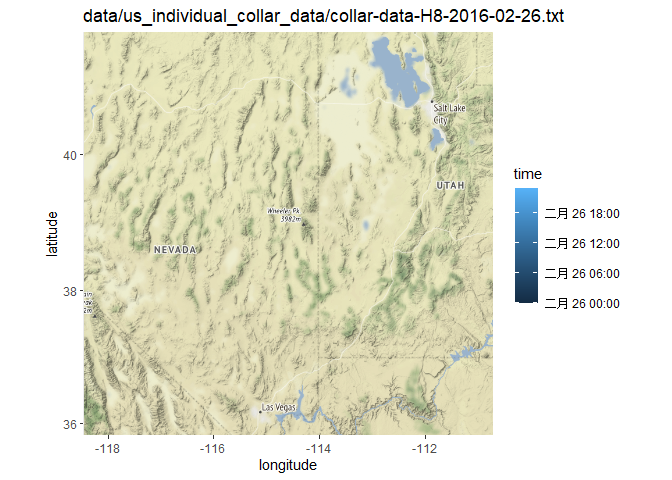 data/us_individual_collar_data/collar-data-H8-2016-02-26.txt
Salt Lake
City
40
UTAH
Wheeler Pk
3982m
NEVADA
38
Las Vegas
36
-118
-116
-114
-112
longitude
latitude
time
二月 26 18:00
二月 26 12:00
二月 26 06:00
二月 26 00:00